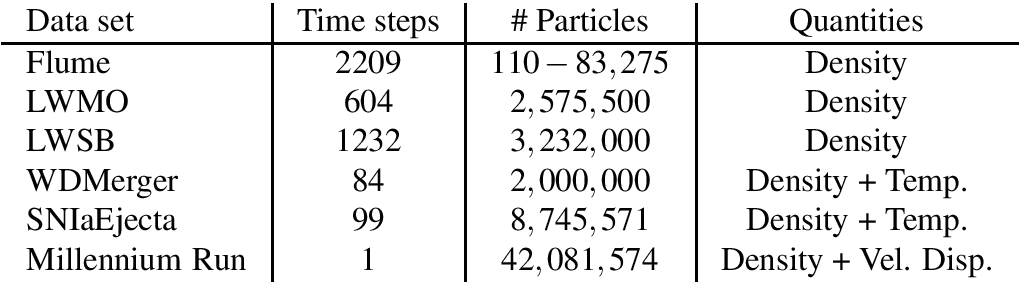 Data set Time steps # Particles Quantities
Flume 2209 110 − 83,275 Density
LWMO 604 2,575,500 Density
LWSB 1232 3,232,000 Density
WDMerger 84 2,000,000 Density + Temp.
SNIaEjecta 99 8,745,571 Density + Temp.
Millennium Run 1 42,081,574 Density + Vel. Disp.